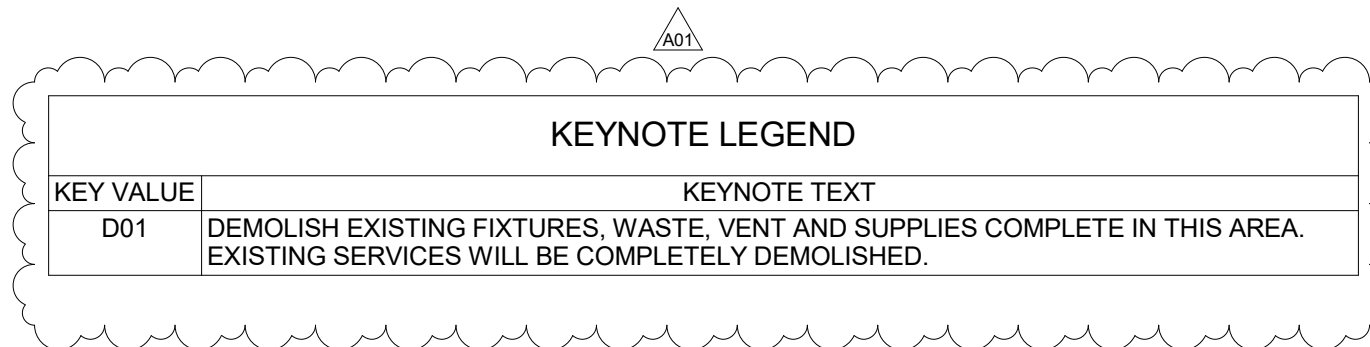 A01
KEYNOTE LEGEND
KEY VALUE KEYNOTE TEXT
D01 DEMOLISH EXISTING FIXTURES, WASTE, VENT AND SUPPLIES COMPLETE IN THIS AREA.
EXISTING SERVICES WILL BE COMPLETELY DEMOLISHED.